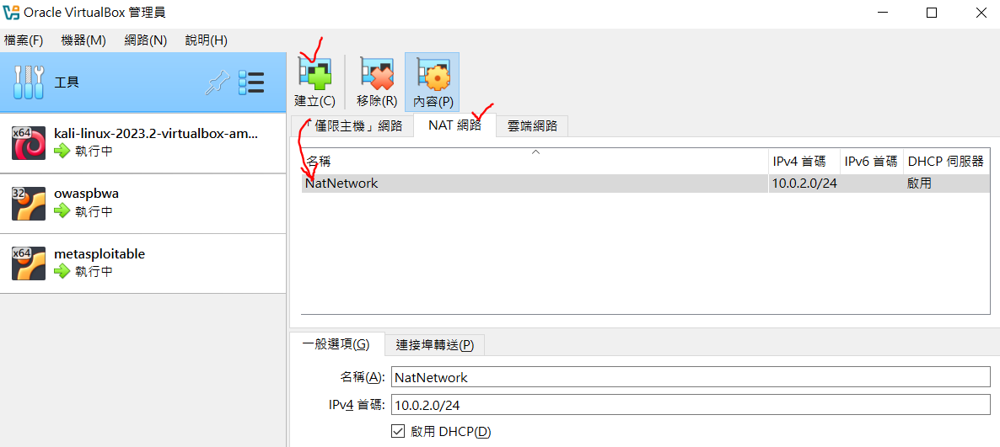 Oracle VirtualBox 管理員
檔案(F) 機器(M) 網路(N) 說明(H)
工具
x64
kali-linux-2023.2-virtualbox-am...
執行中
32
owaspbwa
執行中
x64
metasploitable
執行中
建立(C) 移除(R) 內容(P)
「僅限主機」網路 NAT 網路 雲端網路
名稱 IPv4 首碼 IPv6 首碼 DHCP 伺服器
NatNetwork 10.0.2.0/24 啟用
一般選項(G) 連接埠轉送(P)
名稱(A): NatNetwork
IPv4 首碼: 10.0.2.0/24
啟用 DHCP(D)